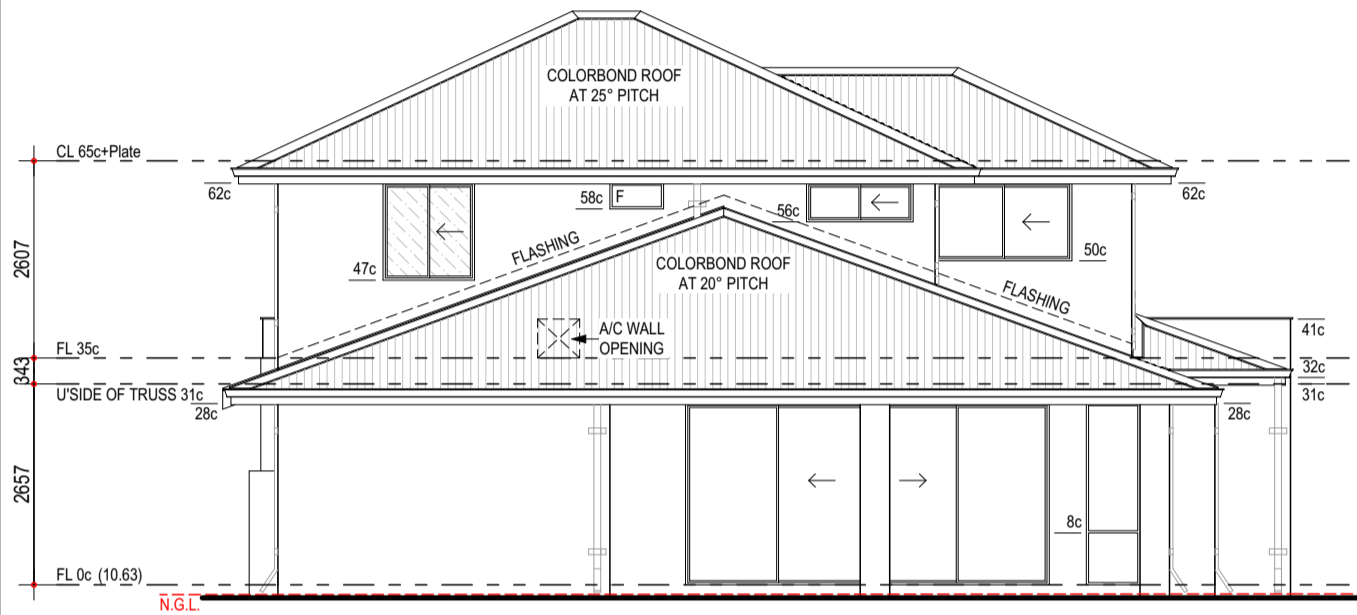 COLORBOND ROOF
AT 25° PITCH
CL 65c+Plate
62c
62c
58c
F
56c
50c
47c
2607
FLASHING
COLORBOND ROOF
AT 20° PITCH
FLASHING
A/C WALL
OPENING
41c
FL 35c
32c
343
U'SIDE OF TRUSS 31c
31c
28c
28c
2657
8c
FL 0c (10.63)
N.G.L.